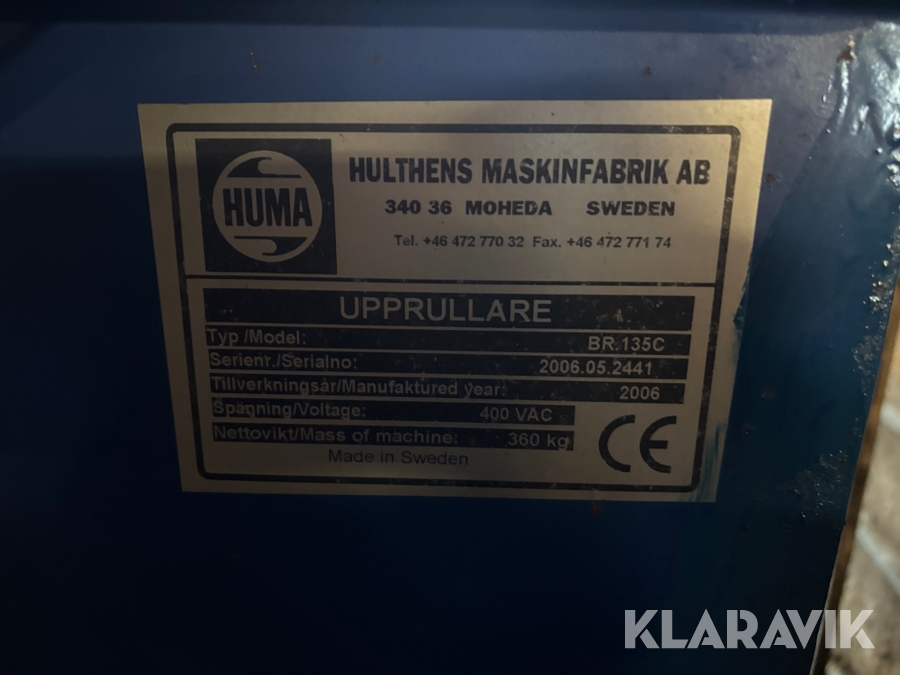 HUMA
HULTHENS MASKINFABRIK AB
340 36 MOHEDA SWEDEN
Tel. +46 472 770 32 Fax. +46 472 771 74
UPPRULLARE
Typ /Model: BR.135C
Serienr./Serialno: 2006.05.2441
Tillverkningsår/Manufaktured year: 2006
Spänning/Voltage: 400 VAC
Nettovikt/Mass of machine: 360 kg
CE
Made in Sweden
KLARAVIK